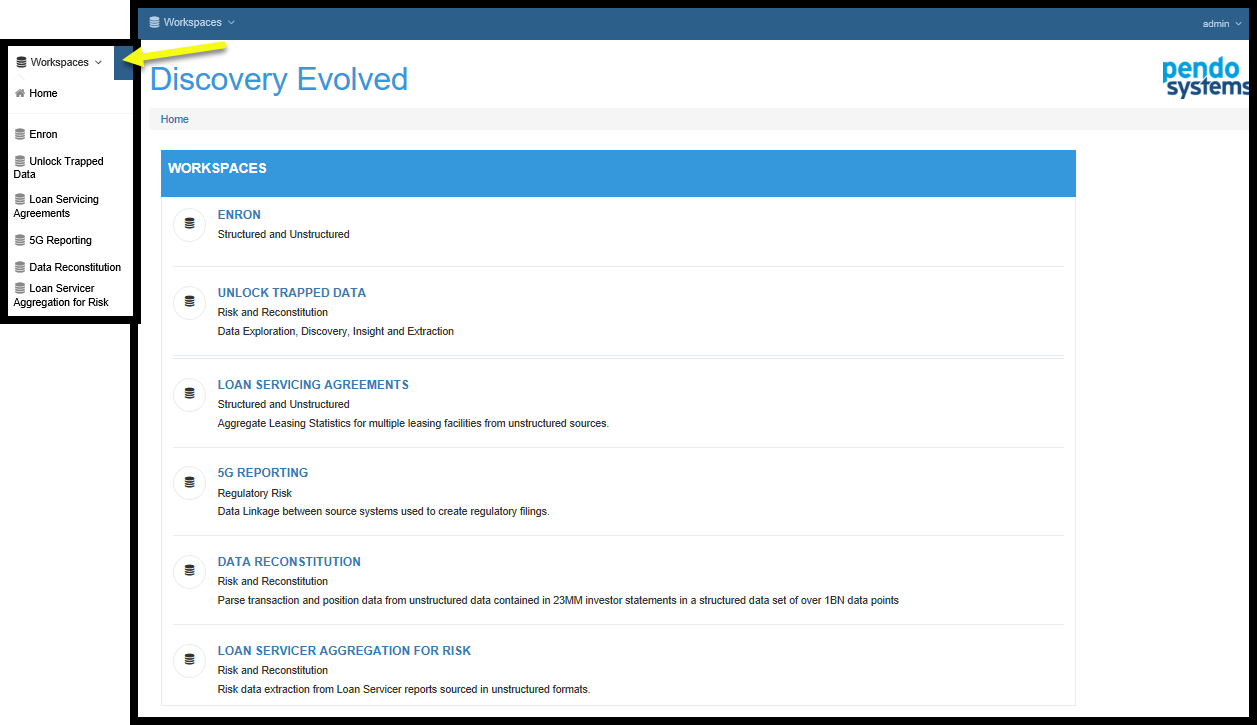 Workspaces
admin
Workspaces
Home
Enron
Unlock Trapped
Data
Loan Servicing
Agreements
5G Reporting
Data Reconstitution
Loan Servicer
Aggregation for Risk
Discovery Evolved
pendo
systems
Home
WORKSPACES
ENRON
Structured and Unstructured
UNLOCK TRAPPED DATA
Risk and Reconstitution
Data Exploration, Discovery, Insight and Extraction
LOAN SERVICING AGREEMENTS
Structured and Unstructured
Aggregate Leasing Statistics for multiple leasing facilities from unstructured sources.
5G REPORTING
Regulatory Risk
Data Linkage between source systems used to create regulatory filings.
DATA RECONSTITUTION
Risk and Reconstitution
Parse transaction and position data from unstructured data contained in 23MM investor statements in a structured data set of over 1BN data points
LOAN SERVICER AGGREGATION FOR RISK
Risk and Reconstitution
Risk data extraction from Loan Servicer reports sourced in unstructured formats.